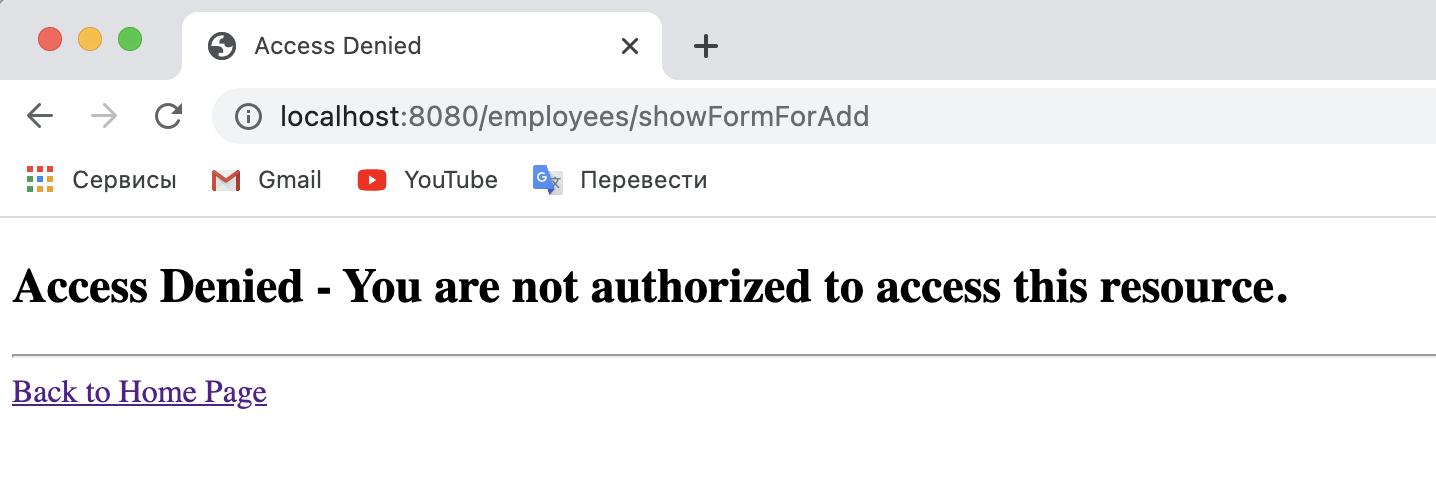 Access Denied
localhost:8080/employees/showFormForAdd
Сервисы Gmail YouTube Перевести
Access Denied - You are not authorized to access this resource.
Back to Home Page